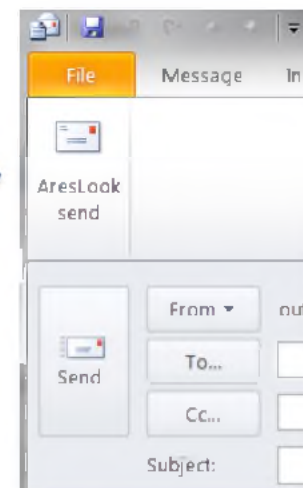 File Message In
AresLook
send
From ou
Send To...
Cc...
Subject: